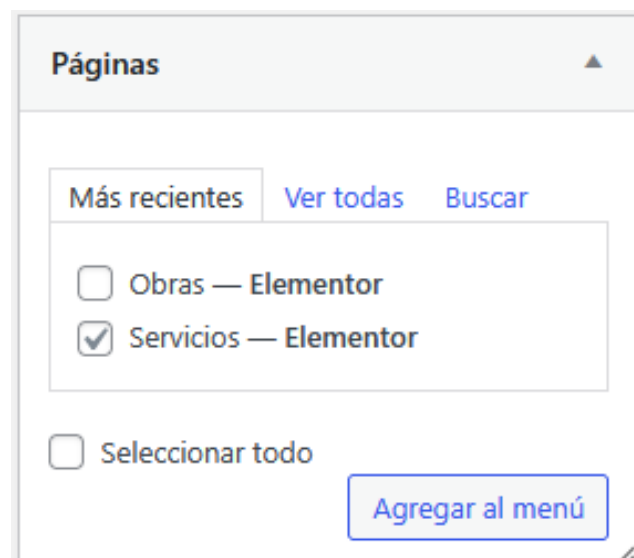 Páginas
Más recientes Ver todas Buscar
Obras — Elementor
Servicios — Elementor
Seleccionar todo
Agregar al menú